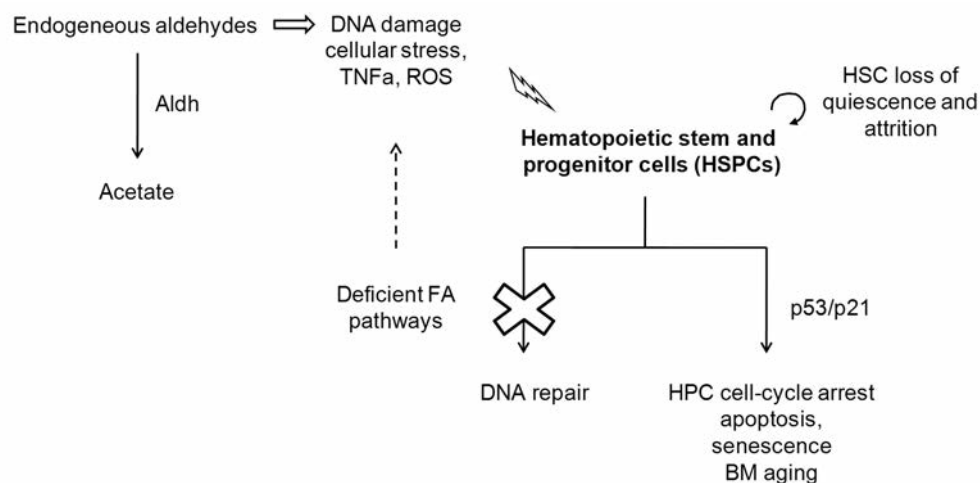 Endogeneous aldehydes
DNA damage
cellular stress,
TNFa, ROS
Aldh
Acetate
HSC loss of
quiescence and
attrition
Hematopoietic stem and
progenitor cells (HSPCs)
Deficient FA
pathways
p53/p21
DNA repair
HPC cell-cycle arrest
apoptosis,
senescence
BM aging